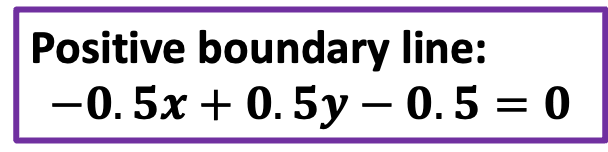 Positive boundary line:
−0.5x + 0.5y − 0.5 = 0